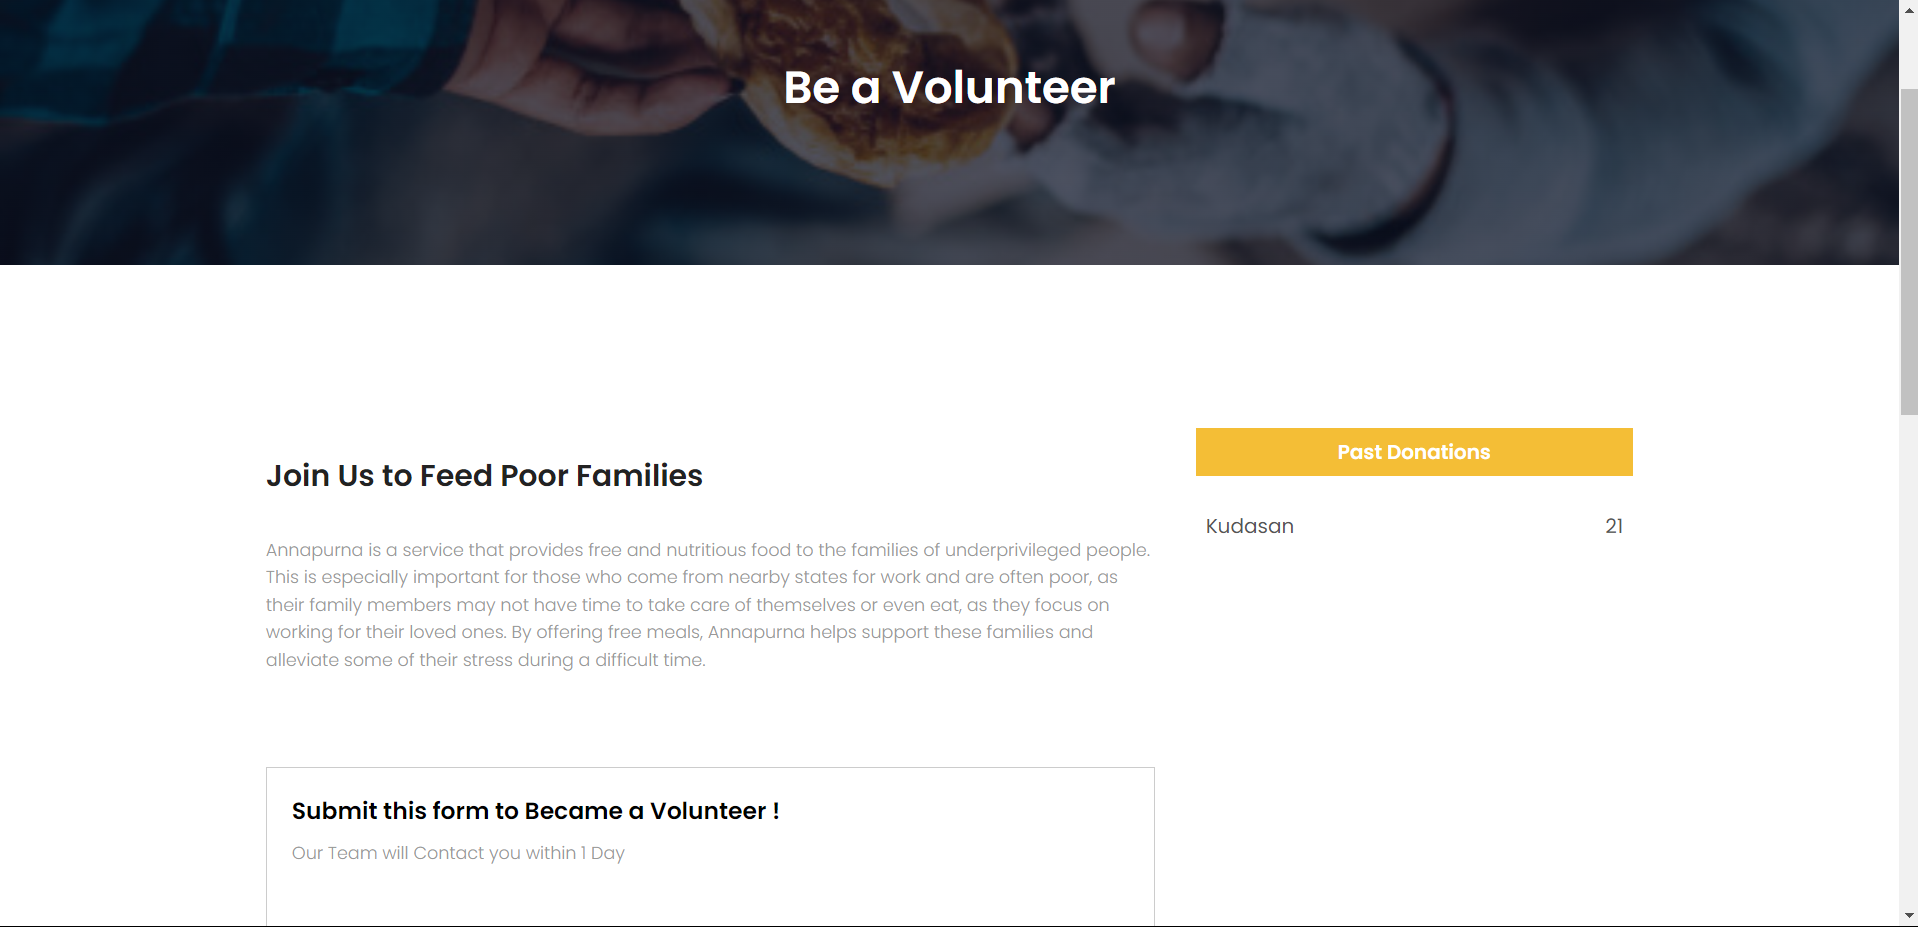 Be a Volunteer
Join Us to Feed Poor Families
Annapurna is a service that provides free and nutritious food to the families of underprivileged people.
This is especially important for those who come from nearby states for work and are often poor, as
their family members may not have time to take care of themselves or even eat, as they focus on
working for their loved ones. By offering free meals, Annapurna helps support these families and
alleviate some of their stress during a difficult time.
Submit this form to Became a Volunteer !
Our Team will Contact you within 1 Day
Past Donations
Kudasan 21